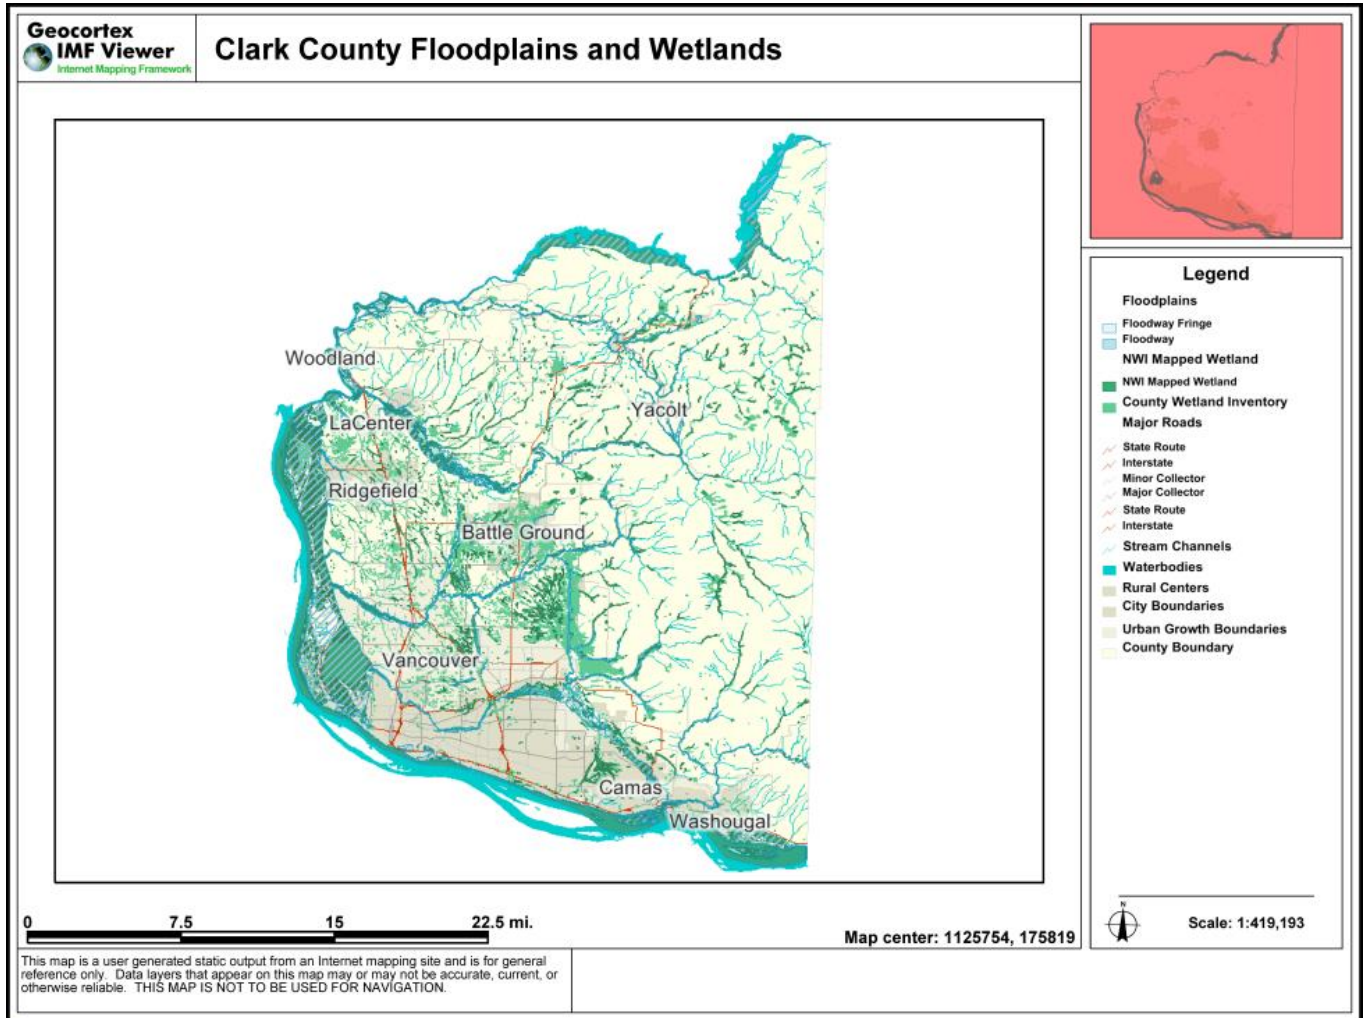 Geocortex
IMF Viewer
Internet Mapping Framework
Clark County Floodplains and Wetlands
Woodland
LaCenter
Yacolt
Ridgefield
Battle Ground
Vancouver
Camas
Washougal
Legend
Floodplains
Floodway Fringe
Floodway
NWI Mapped Wetland
NWI Mapped Wetland
County Wetland Inventory
Major Roads
State Route
Interstate
Minor Collector
Major Collector
State Route
Interstate
Stream Channels
Waterbodies
Rural Centers
City Boundaries
Urban Growth Boundaries
County Boundary
N
Scale: 1:419,193
0 7.5 15 22.5 mi.
Map center: 1125754, 175819
This map is a user generated static output from an Internet mapping site and is for general
reference only. Data layers that appear on this map may or may not be accurate, current, or
otherwise reliable. THIS MAP IS NOT TO BE USED FOR NAVIGATION.